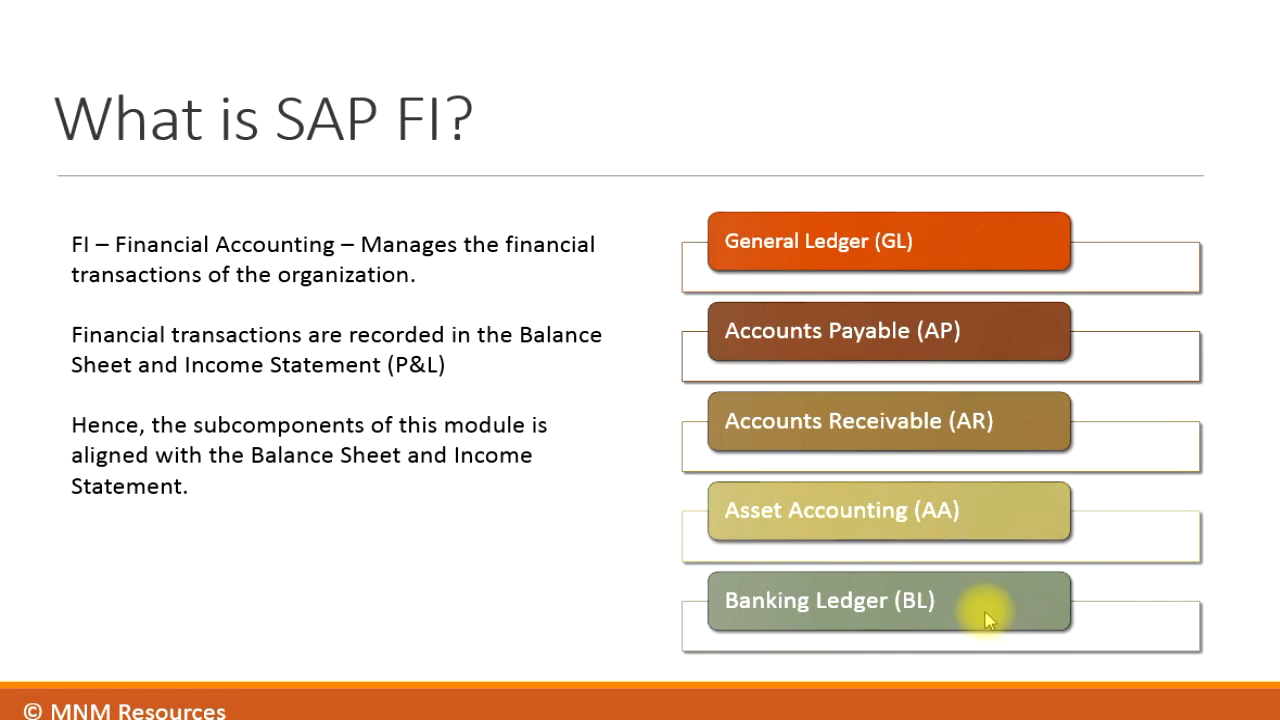 What is SAP FI?
FI – Financial Accounting – Manages the financial
transactions of the organization.
Financial transactions are recorded in the Balance
Sheet and Income Statement (P&L)
Hence, the subcomponents of this module is
aligned with the Balance Sheet and Income
Statement.
General Ledger (GL)
Accounts Payable (AP)
Accounts Receivable (AR)
Asset Accounting (AA)
Banking Ledger (BL)
© MNM Resources